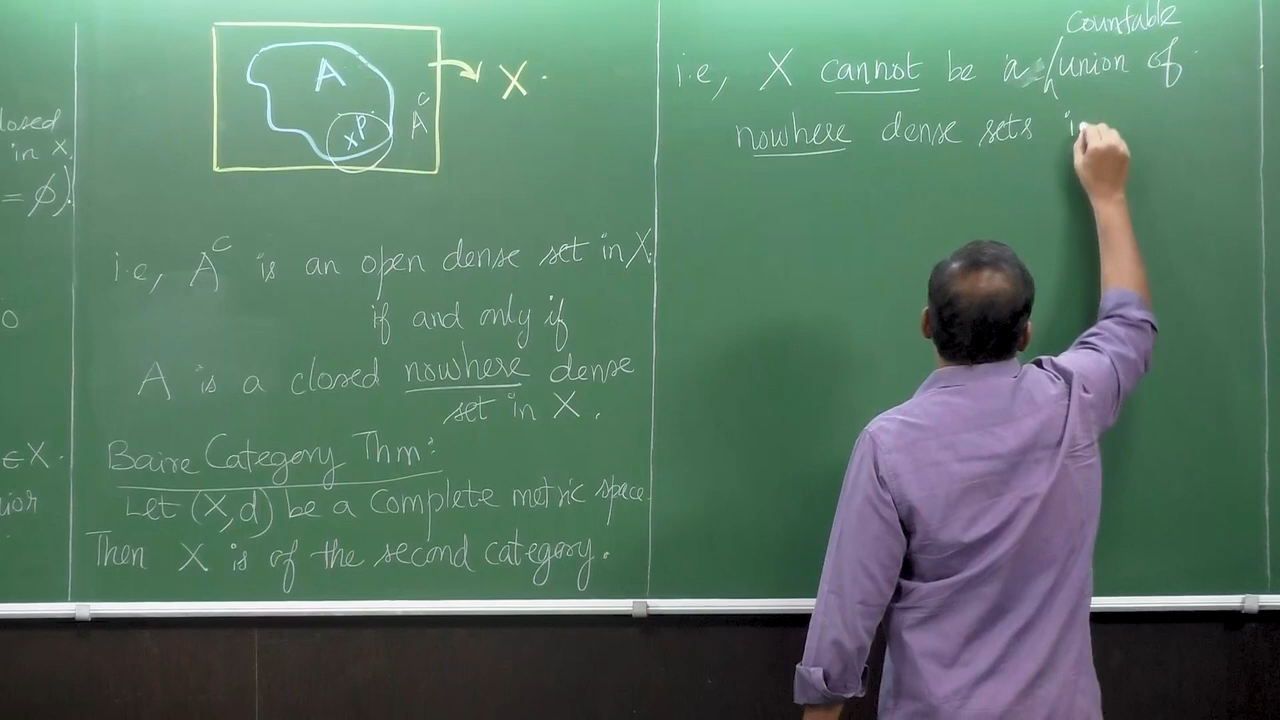 losed
in X
= ∅).
∈ X.
A
xp
A^c
X.
i.e, A^c is an open dense set in X
if and only if
A is a closed nowhere dense
set in X.
Baire Category Thm:
Let (X,d) be a complete metric space.
Then X is of the second category.
i.e, X cannot be a countable union of
nowhere dense sets i